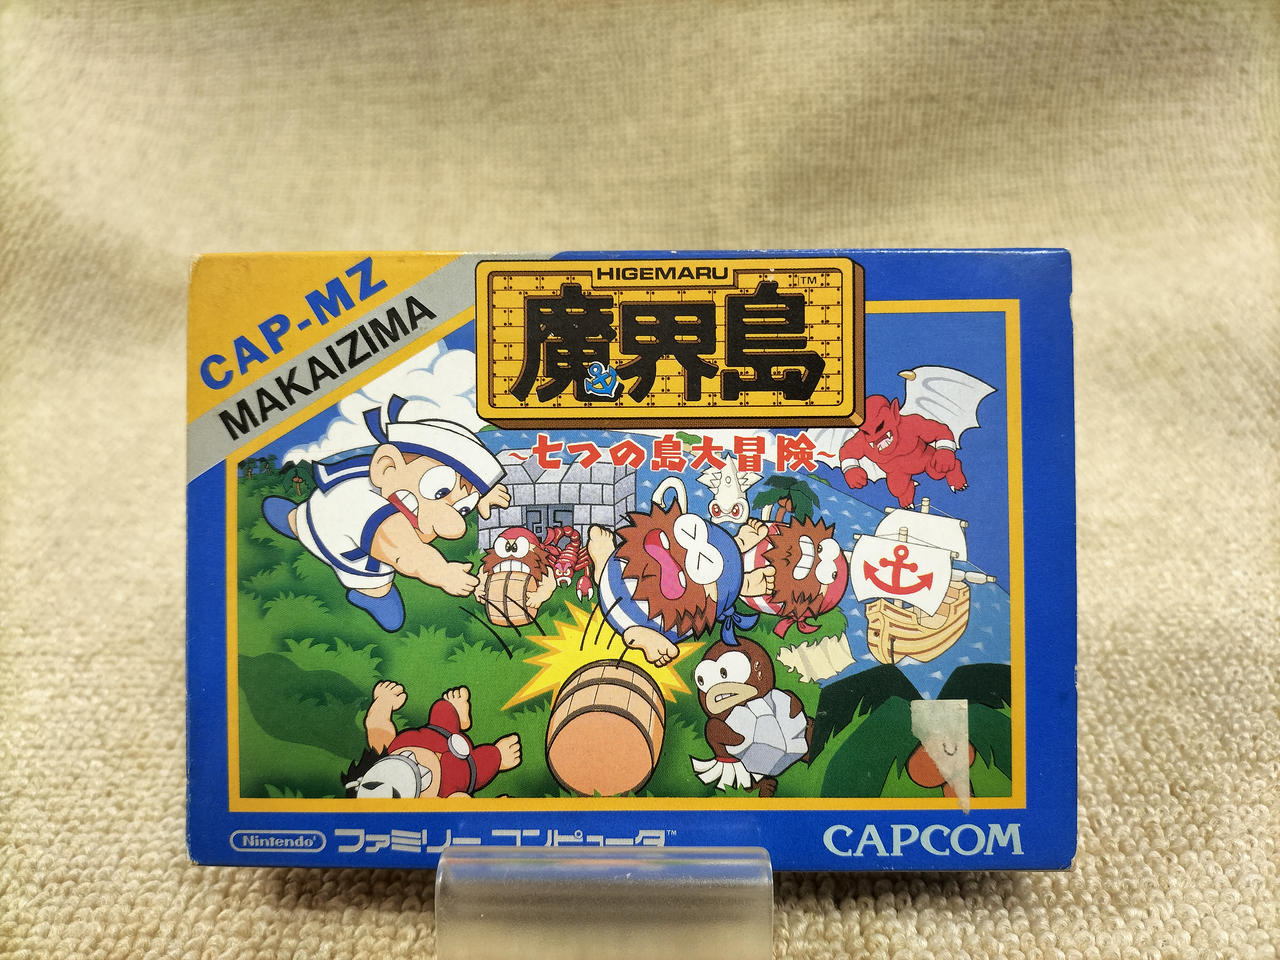 CAP-MZ
MAKAIZIMA
HIGEMARU
魔界島
TM
~七つの島大冒険~
Nintendo ファミリーコンピュータ TM
CAPCOM